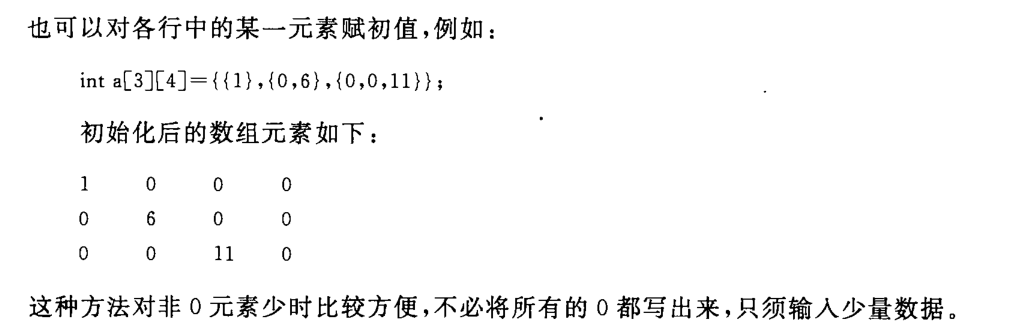 也可以对各行中的某一元素赋初值,例如:
int a[3][4]={{1},{0,6},{0,0,11}};
初始化后的数组元素如下:
1 0 0 0
0 6 0 0
0 0 11 0
这种方法对非 0 元素少时比较方便,不必将所有的 0 都写出来,只须输入少量数据。